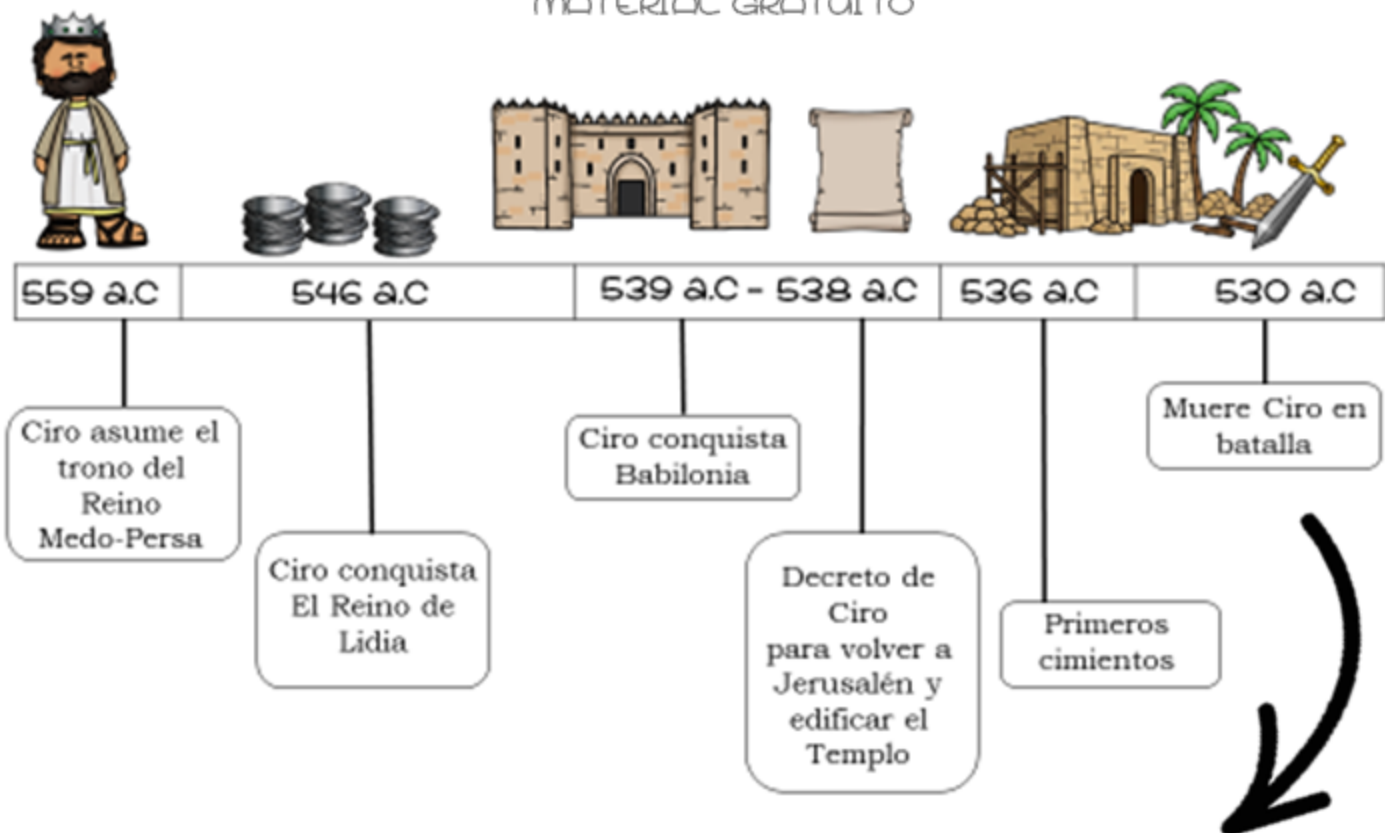 MATERIAL GRATUITO
559 a.C
546 a.C
539 a.C - 538 a.C
536 a.C
530 a.C
Ciro asume el
trono del
Reino
Medo-Persa
Ciro conquista
El Reino de
Lidia
Ciro conquista
Babilonia
Decreto de
Ciro
para volver a
Jerusalén y
edificar el
Templo
Primeros
cimientos
Muere Ciro en
batalla